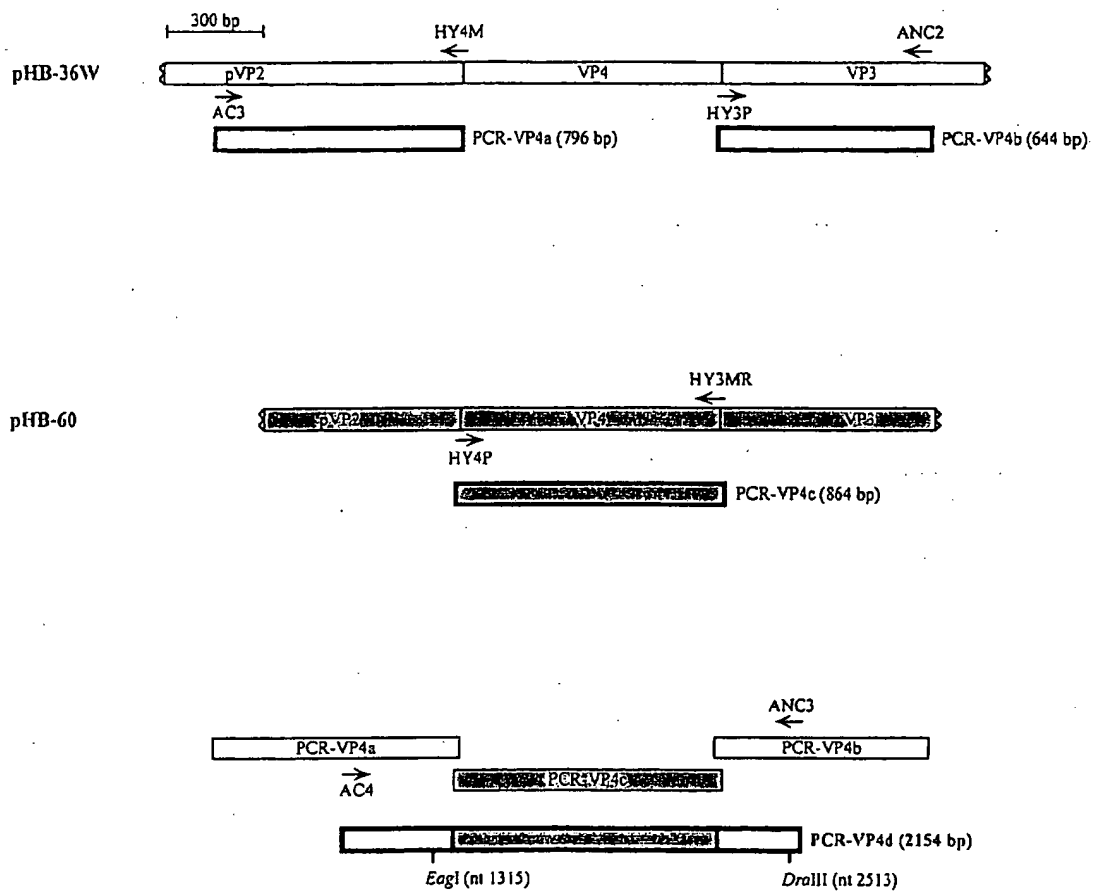 300 bp
HY4M
ANC2
pHB-36W
pVP2
VP4
VP3
AC3
HY3P
PCR-VP4a (796 bp)
PCR-VP4b (644 bp)
HY3MR
pHB-60
pVP2
VP4
VP3
HY4P
PCR-VP4c (864 bp)
ANC3
PCR-VP4a
PCR-VP4b
PCR-VP4c
AC4
PCR-VP4d (2154 bp)
EagI (nt 1315)
DraIII (nt 2513)